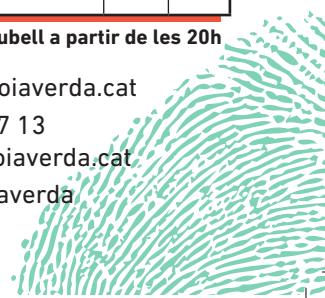 ubell a partir de les 20h
oiaverda.cat
7 13
oiaverda.cat
averda